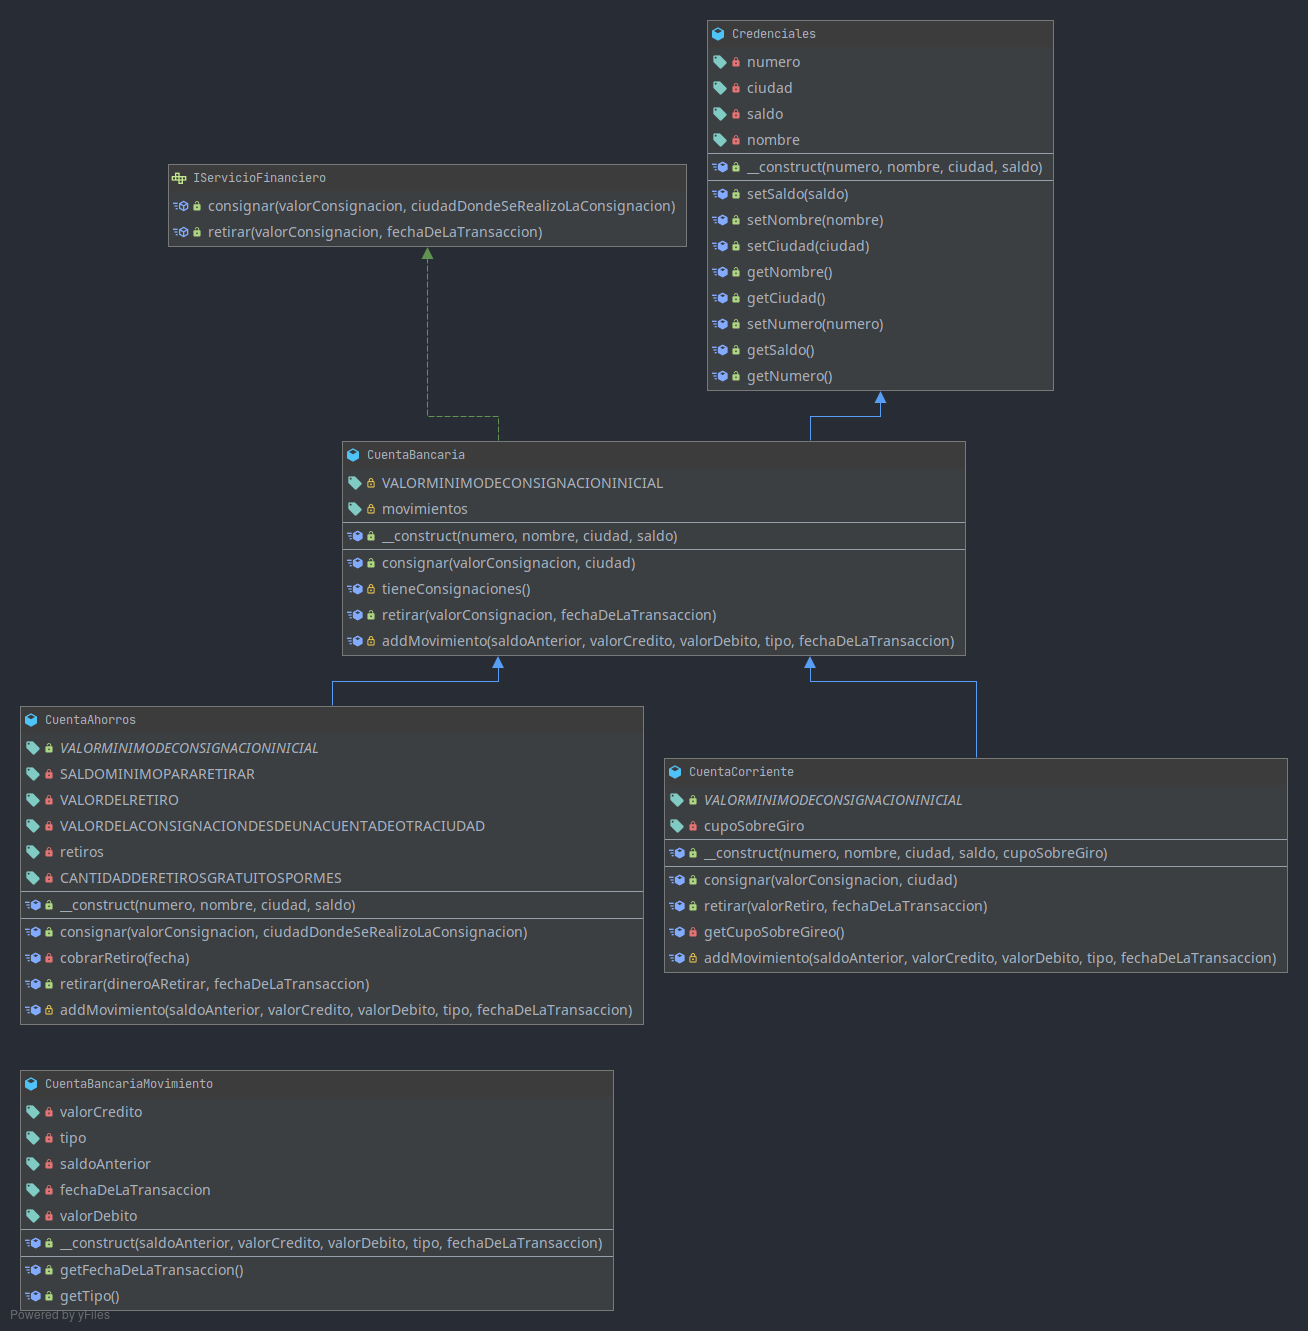 Credenciales
numero
ciudad
saldo
nombre
__construct(numero, nombre, ciudad, saldo)
setSaldo(saldo)
setNombre(nombre)
setCiudad(ciudad)
getNombre()
getCiudad()
setNumero(numero)
getSaldo()
getNumero()
IServicioFinanciero
consignar(valorConsignacion, ciudadDondeSeRealizoLaConsignacion)
retirar(valorConsignacion, fechaDeLaTransaccion)
CuentaBancaria
VALORMINIMODECONSIGNACIONINICIAL
movimientos
__construct(numero, nombre, ciudad, saldo)
consignar(valorConsignacion, ciudad)
tieneConsignaciones()
retirar(valorConsignacion, fechaDeLaTransaccion)
addMovimiento(saldoAnterior, valorCredito, valorDebito, tipo, fechaDeLaTransaccion)
CuentaAhorros
VALORMINIMODECONSIGNACIONINICIAL
SALDOMINIMOPARARETIRAR
VALORDELRETIRO
VALORDELACONSIGNACIONDESDEUNACUENTADEOTRACIUDAD
retiros
CANTIDADDERETIROSGRATUITOSPORMES
__construct(numero, nombre, ciudad, saldo)
consignar(valorConsignacion, ciudadDondeSeRealizoLaConsignacion)
cobrarRetiro(fecha)
retirar(dineroARetirar, fechaDeLaTransaccion)
addMovimiento(saldoAnterior, valorCredito, valorDebito, tipo, fechaDeLaTransaccion)
CuentaCorriente
VALORMINIMODECONSIGNACIONINICIAL
cupoSobreGiro
__construct(numero, nombre, ciudad, saldo, cupoSobreGiro)
consignar(valorConsignacion, ciudad)
retirar(valorRetiro, fechaDeLaTransaccion)
getCupoSobreGireo()
addMovimiento(saldoAnterior, valorCredito, valorDebito, tipo, fechaDeLaTransaccion)
CuentaBancariaMovimiento
valorCredito
tipo
saldoAnterior
fechaDeLaTransaccion
valorDebito
__construct(saldoAnterior, valorCredito, valorDebito, tipo, fechaDeLaTransaccion)
getFechaDeLaTransaccion()
getTipo()
Powered by yFiles